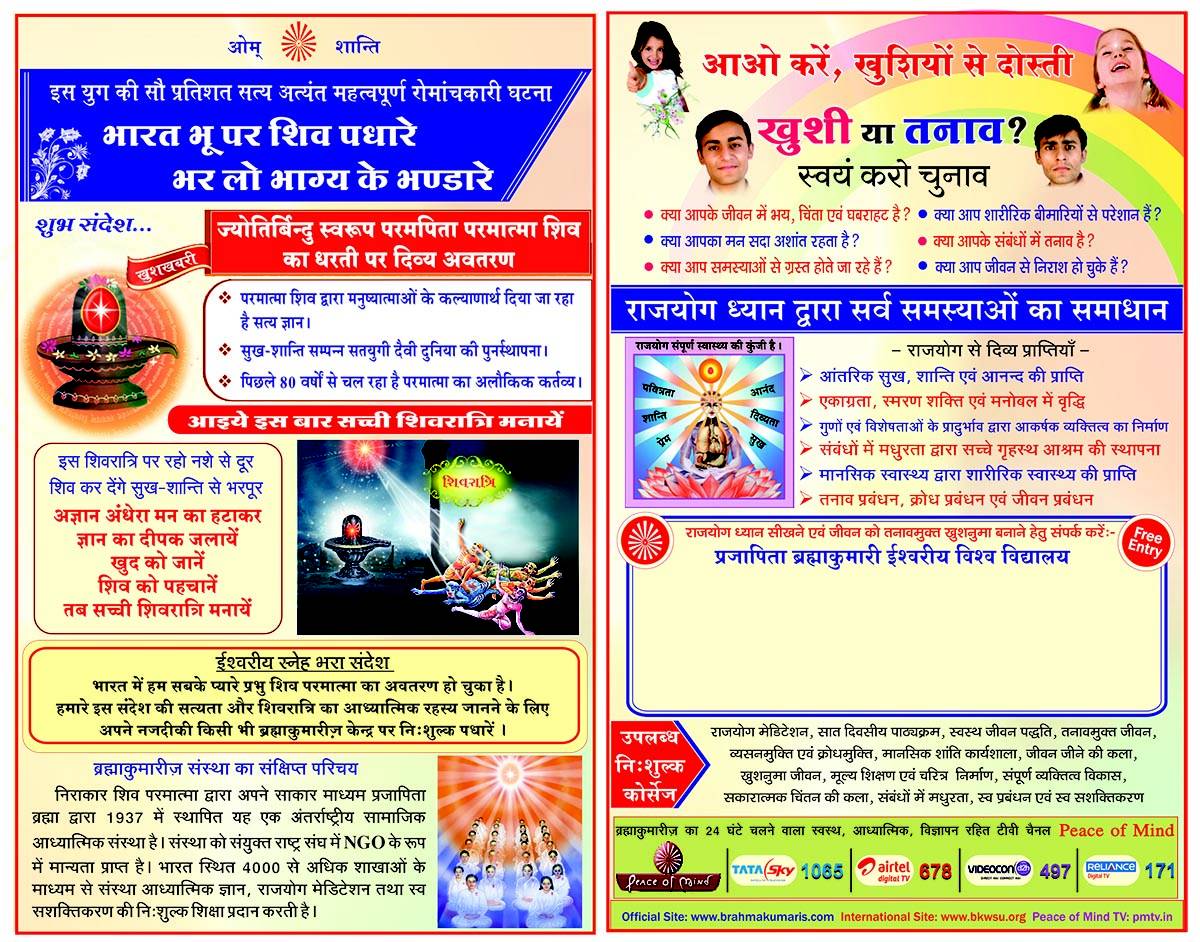 ओम् शान्ति
इस युग की सौ प्रतिशत सत्य अत्यंत महत्वपूर्ण रोमांचकारी घटना
भारत भू पर शिव पधारे
भर लो भाग्य के भण्डारे
शुभ संदेश...
खुशखबरी
ज्योतिर्बिन्दु स्वरूप परमपिता परमात्मा शिव
का धरती पर दिव्य अवतरण
❖ परमात्मा शिव द्वारा मनुष्यात्माओं के कल्याणार्थ दिया जा रहा
है सत्य ज्ञान।
❖ सुख-शान्ति सम्पन्न सतयुगी दैवी दुनिया की पुनर्स्थापना।
❖ पिछले 80 वर्षों से चल रहा है परमात्मा का अलौकिक कर्तव्य।
आइये इस बार सच्ची शिवरात्रि मनायें
इस शिवरात्रि पर रहो नशे से दूर
शिव कर देंगे सुख-शान्ति से भरपूर
अज्ञान अंधेरा मन का हटाकर
ज्ञान का दीपक जलायें
खुद को जानें
शिव को पहचानें
तब सच्ची शिवरात्रि मनायें
शिवरात्रि
ईश्वरीय स्नेह भरा संदेश
भारत में हम सबके प्यारे प्रभु शिव परमात्मा का अवतरण हो चुका है।
हमारे इस संदेश की सत्यता और शिवरात्रि का आध्यात्मिक रहस्य जानने के लिए
अपने नजदीकी किसी भी ब्रह्माकुमारीज़ केन्द्र पर निःशुल्क पधारें ।
ब्रह्माकुमारीज़ संस्था का संक्षिप्त परिचय
निराकार शिव परमात्मा द्वारा अपने साकार माध्यम प्रजापिता
ब्रह्मा द्वारा 1937 में स्थापित यह एक अंतर्राष्ट्रीय सामाजिक
आध्यात्मिक संस्था है। संस्था को संयुक्त राष्ट्र संघ में NGO के रूप
में मान्यता प्राप्त है। भारत स्थित 4000 से अधिक शाखाओं के
माध्यम से संस्था आध्यात्मिक ज्ञान, राजयोग मेडिटेशन तथा स्व
सशक्तिकरण की निःशुल्क शिक्षा प्रदान करती है।
आओ करें, खुशियों से दोस्ती
खुशी या तनाव?
स्वयं करो चुनाव
• क्या आपके जीवन में भय, चिंता एवं घबराहट है? • क्या आप शारीरिक बीमारियों से परेशान हैं?
• क्या आपका मन सदा अशांत रहता है? • क्या आपके संबंधों में तनाव है?
• क्या आप समस्याओं से ग्रस्त होते जा रहे हैं? • क्या आप जीवन से निराश हो चुके हैं?
राजयोग ध्यान द्वारा सर्व समस्याओं का समाधान
राजयोग संपूर्ण स्वास्थ्य की कुंजी है।
पवित्रता आनंद
शान्ति दिव्यता
प्रेम सुख
– राजयोग से दिव्य प्राप्तियाँ –
➢ आंतरिक सुख, शान्ति एवं आनन्द की प्राप्ति
➢ एकाग्रता, स्मरण शक्ति एवं मनोबल में वृद्धि
➢ गुणों एवं विशेषताओं के प्रादुर्भाव द्वारा आकर्षक व्यक्तित्व का निर्माण
➢ संबंधों में मधुरता द्वारा सच्चे गृहस्थ आश्रम की स्थापना
➢ मानसिक स्वास्थ्य द्वारा शारीरिक स्वास्थ्य की प्राप्ति
➢ तनाव प्रबंधन, क्रोध प्रबंधन एवं जीवन प्रबंधन
राजयोग ध्यान सीखने एवं जीवन को तनावमुक्त खुशनुमा बनाने हेतु संपर्क करें:-
Free
Entry
प्रजापिता ब्रह्माकुमारी ईश्वरीय विश्व विद्यालय
उपलब्ध
निःशुल्क
कोर्सेज
राजयोग मेडिटेशन, सात दिवसीय पाठ्यक्रम, स्वस्थ जीवन पद्धति, तनावमुक्त जीवन,
व्यसनमुक्ति एवं क्रोधमुक्ति, मानसिक शांति कार्यशाला, जीवन जीने की कला,
खुशनुमा जीवन, मूल्य शिक्षण एवं चरित्र निर्माण, संपूर्ण व्यक्तित्व विकास,
सकारात्मक चिंतन की कला, संबंधों में मधुरता, स्व प्रबंधन एवं स्व सशक्तिकरण
ब्रह्माकुमारीज़ का 24 घंटे चलने वाला स्वस्थ, आध्यात्मिक, विज्ञापन रहित टीवी चैनल Peace of Mind
Peace of Mind
TATA Sky 1065
airtel digital TV 678
VIDEOCON d2h 497
RELIANCE Digital TV 171
Official Site: www.brahmakumaris.com International Site: www.bkwsu.org Peace of Mind TV: pmtv.in